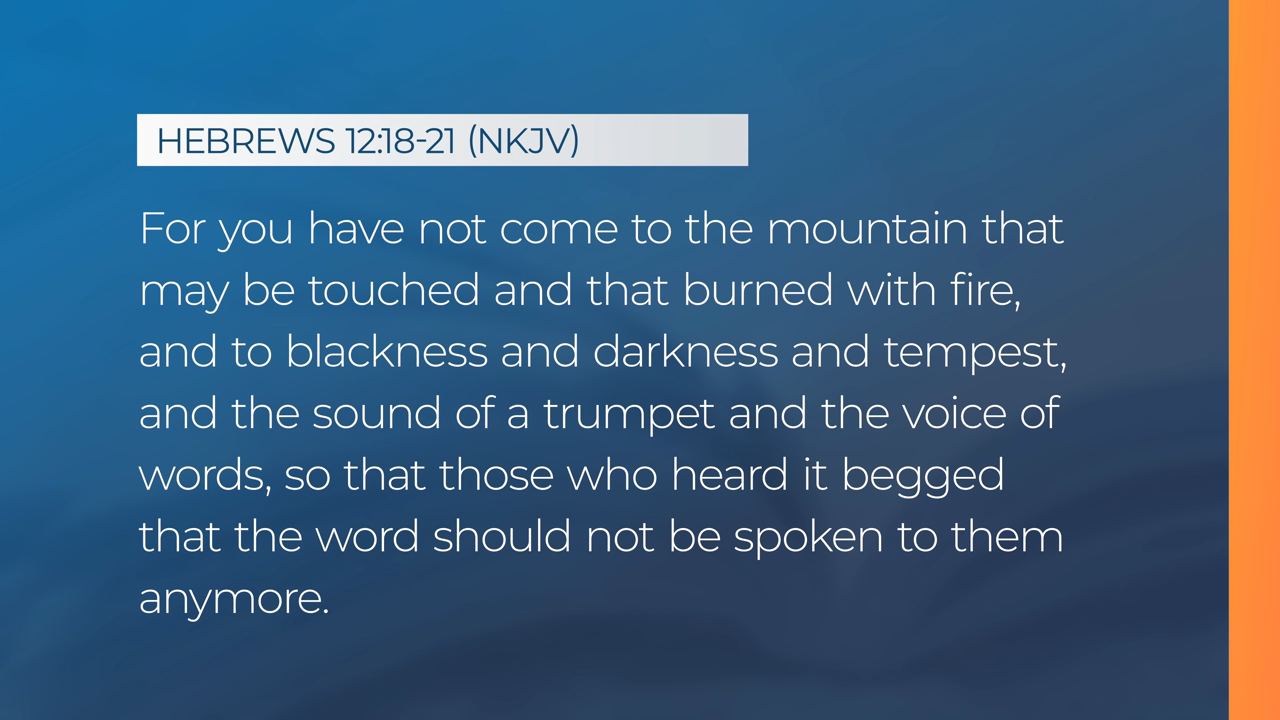 HEBREWS 12:18-21 (NKJV)
For you have not come to the mountain that
may be touched and that burned with fire,
and to blackness and darkness and tempest,
and the sound of a trumpet and the voice of
words, so that those who heard it begged
that the word should not be spoken to them
anymore.